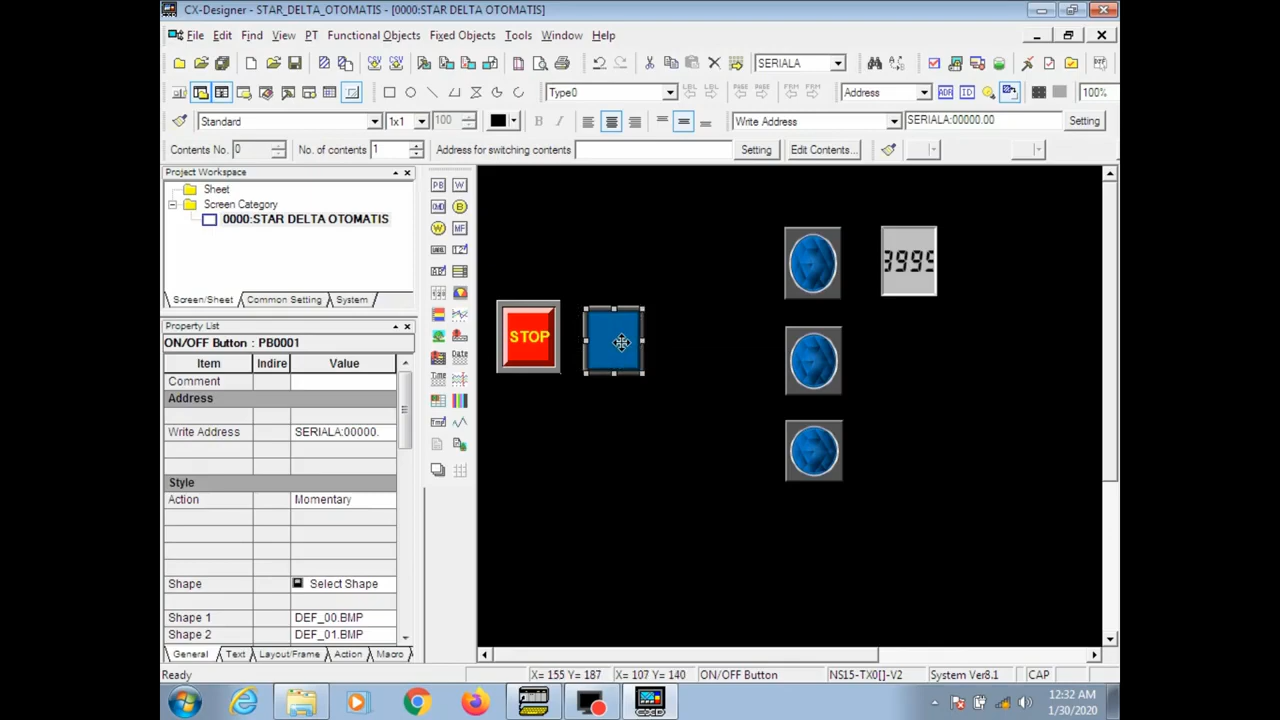 CX-Designer - STAR_DELTA_OTOMATIS - [0000:STAR DELTA OTOMATIS]
File Edit Find View PT Functional Objects Fixed Objects Tools Window Help
SERIALA
Type0 Address 100%
Standard 1x1 100 B I Write Address SERIALA:00000.00 Setting
Contents No. 0 No. of contents 1 Address for switching contents Setting Edit Contents...
Project Workspace
Sheet
Screen Category
0000:STAR DELTA OTOMATIS
Screen/Sheet Common Setting System
Property List
ON/OFF Button : PB0001
Item Indire Value
Comment
Address
Write Address SERIALA:00000.
Style
Action Momentary
Shape Select Shape
Shape 1 DEF_00.BMP
Shape 2 DEF_01.BMP
General Text Layout/Frame Action Macro
STOP
9999
Ready X= 155 Y= 187 X= 107 Y= 140 ON/OFF Button NS15-TX0[]-V2 System Ver8.1 CAP
12:32 AM
1/30/2020